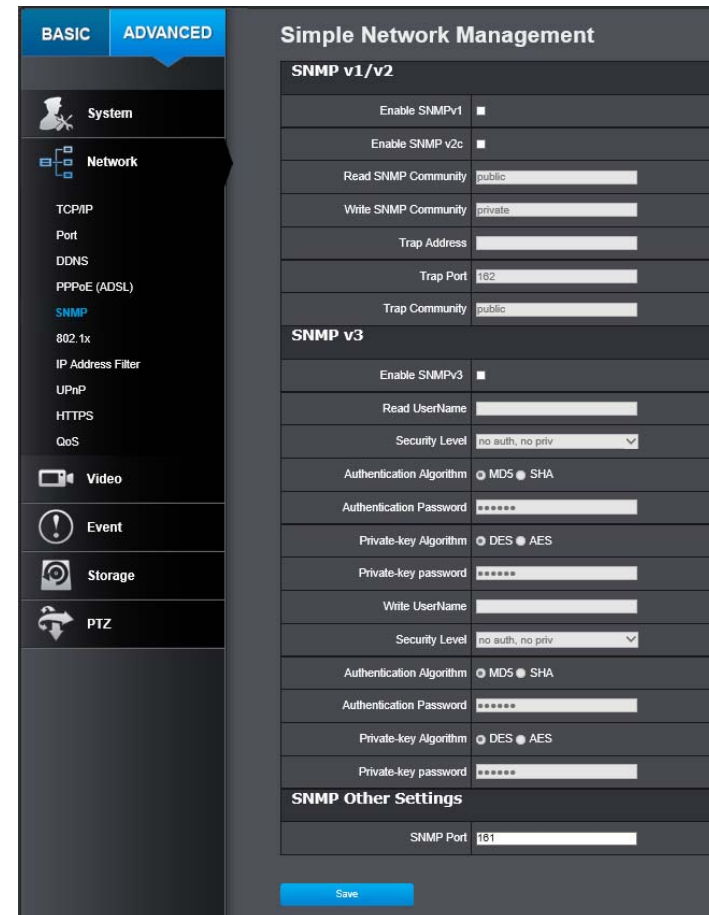 BASIC ADVANCED
System
Network
TCP/IP
Port
DDNS
PPPoE (ADSL)
SNMP
802.1x
IP Address Filter
UPnP
HTTPS
QoS
Video
Event
Storage
PTZ
Simple Network Management
SNMP v1/v2
Enable SNMPv1
Enable SNMP v2c
Read SNMP Community public
Write SNMP Community private
Trap Address
Trap Port 162
Trap Community public
SNMP v3
Enable SNMPv3
Read UserName
Security Level no auth, no priv
Authentication Algorithm MD5 SHA
Authentication Password ••••••
Private-key Algorithm DES AES
Private-key password ••••••
Write UserName
Security Level no auth, no priv
Authentication Algorithm MD5 SHA
Authentication Password ••••••
Private-key Algorithm DES AES
Private-key password ••••••
SNMP Other Settings
SNMP Port 161
Save